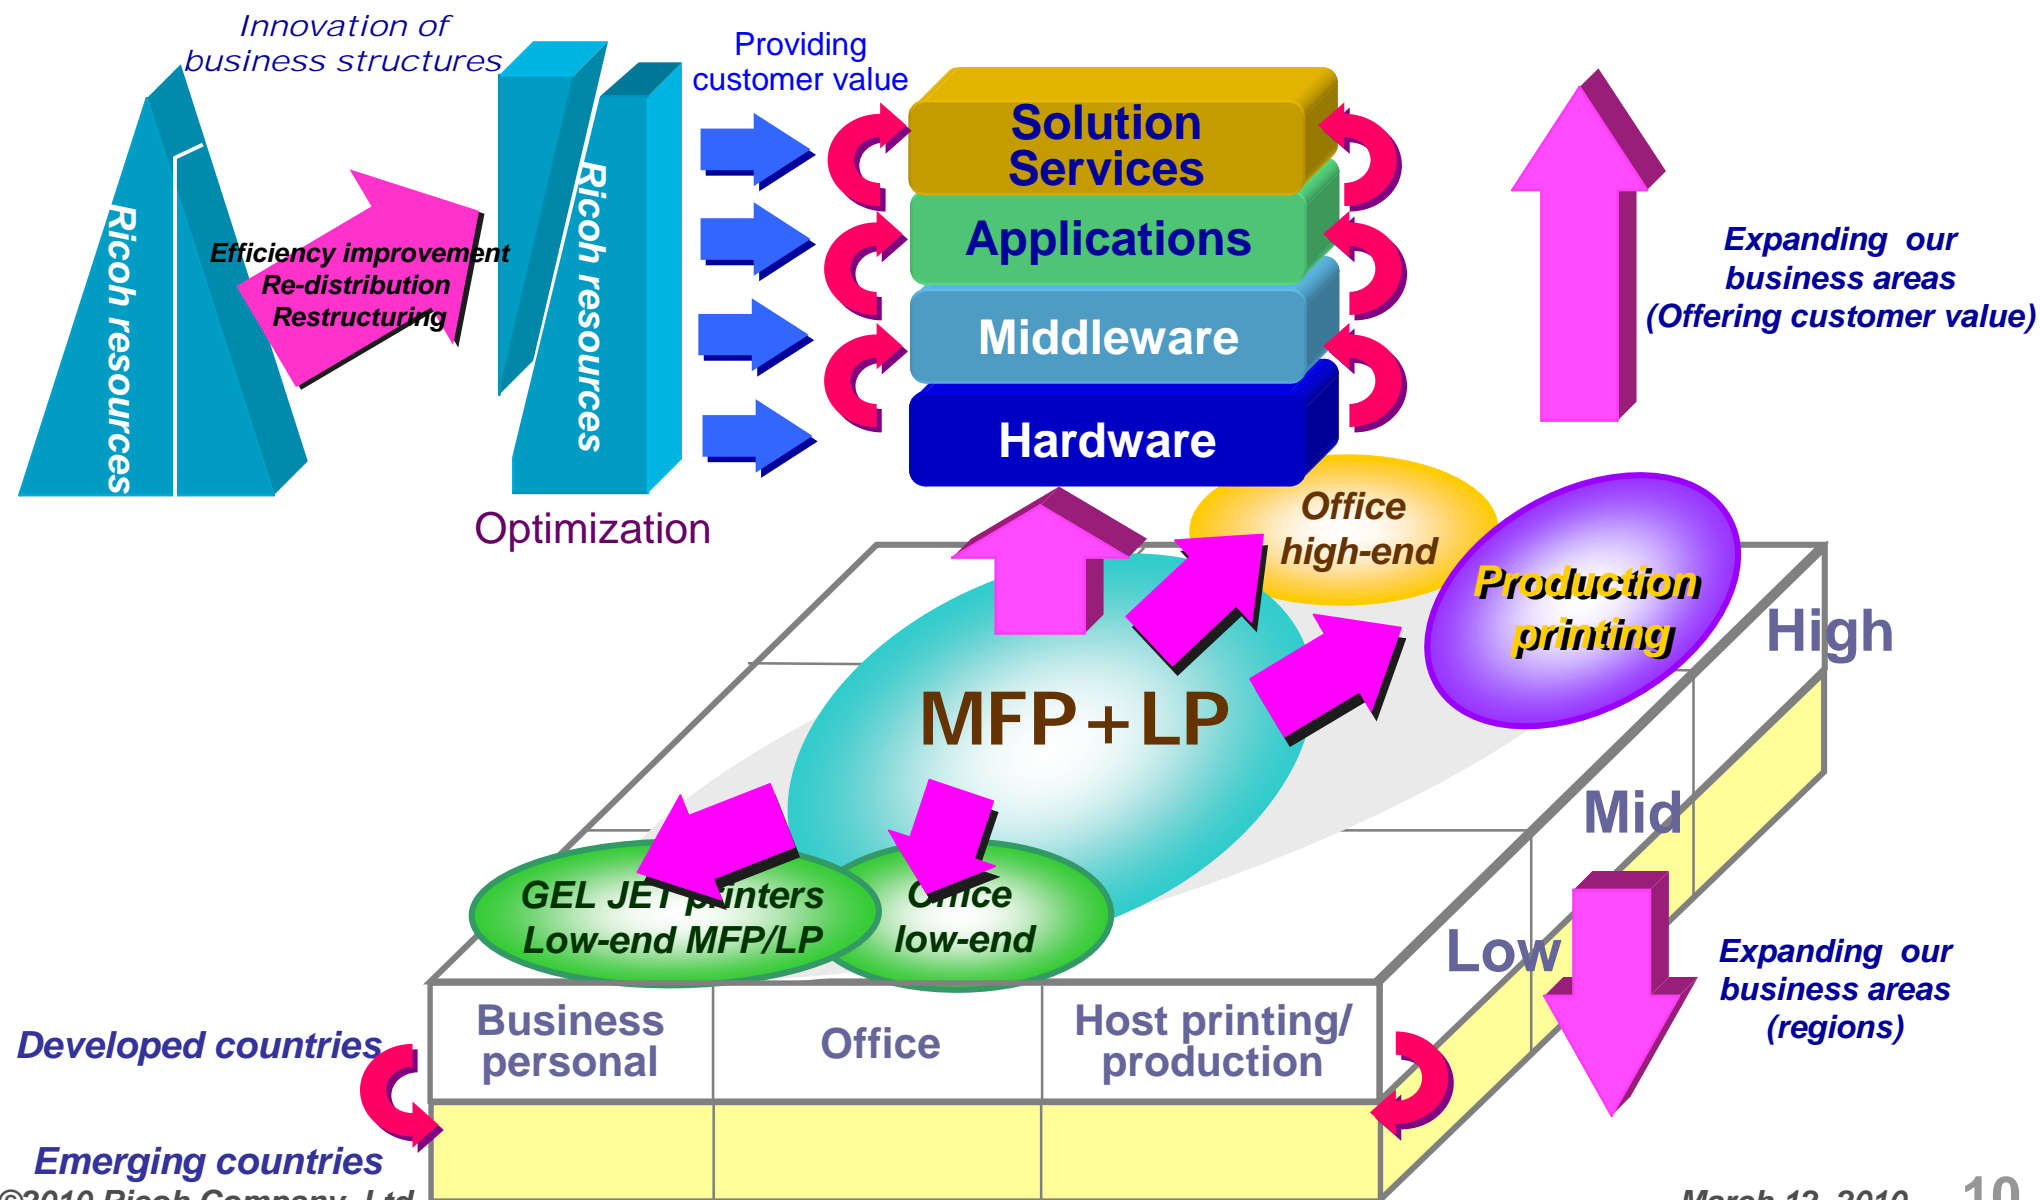 Innovation of
business structures
Providing
customer value
Ricoh resources
Efficiency improvement
Re-distribution
Restructuring
Ricoh resources
Optimization
Solution
Services
Applications
Middleware
Hardware
Expanding our
business areas
(Offering customer value)
Office
high-end
Production
printing
MFP+LP
High
Mid
Low
GEL JET printers
Low-end MFP/LP
Office
low-end
Expanding our
business areas
(regions)
Business
personal
Office
Host printing/
production
Developed countries
Emerging countries
©2010 Ricoh Company, Ltd
March 12, 2010
10